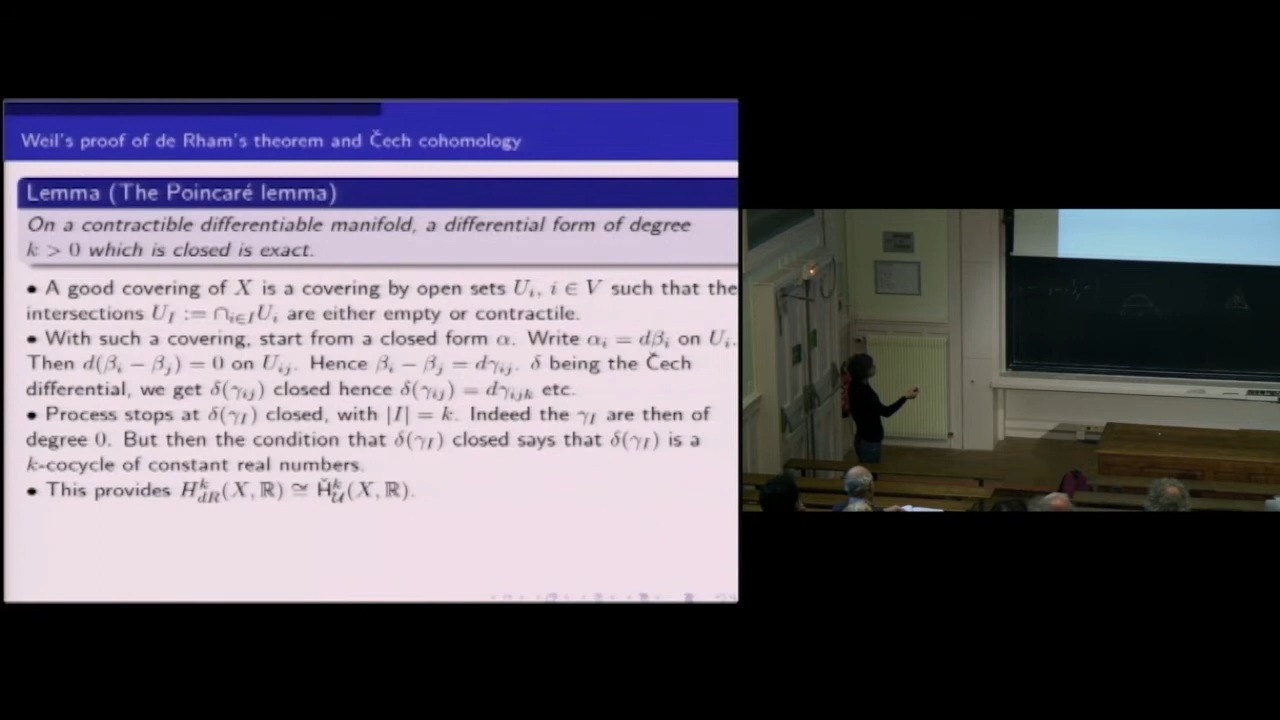 Weil's proof of de Rham's theorem and Čech cohomology
Lemma (The Poincaré lemma)
On a contractible differentiable manifold, a differential form of degree
k > 0 which is closed is exact.
• A good covering of X is a covering by open sets U_i, i ∈ V such that the
intersections U_I := ∩_{i∈I} U_i are either empty or contractile.
• With such a covering, start from a closed form α. Write α_i = dβ_i on U_i.
Then d(β_i − β_j) = 0 on U_{ij}. Hence β_i − β_j = dγ_{ij}. δ being the Čech
differential, we get δ(γ_{ij}) closed hence δ(γ_{ij}) = dγ_{ijk} etc.
• Process stops at δ(γ_I) closed, with |I| = k. Indeed the γ_I are then of
degree 0. But then the condition that δ(γ_I) closed says that δ(γ_I) is a
k-cocycle of constant real numbers.
• This provides H^k_{dR}(X, ℝ) ≅ Ȟ^k_𝒰(X, ℝ).